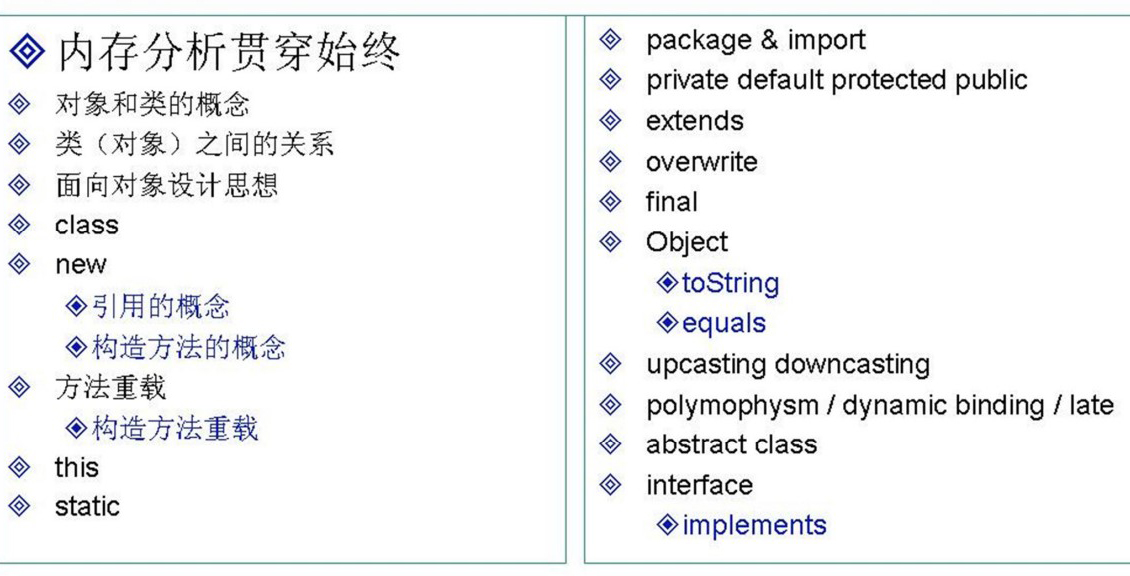 内存分析贯穿始终
对象和类的概念
类（对象）之间的关系
面向对象设计思想
class
new
引用的概念
构造方法的概念
方法重载
构造方法重载
this
static
package & import
private default protected public
extends
overwrite
final
Object
toString
equals
upcasting downcasting
polymophysm / dynamic binding / late
abstract class
interface
implements